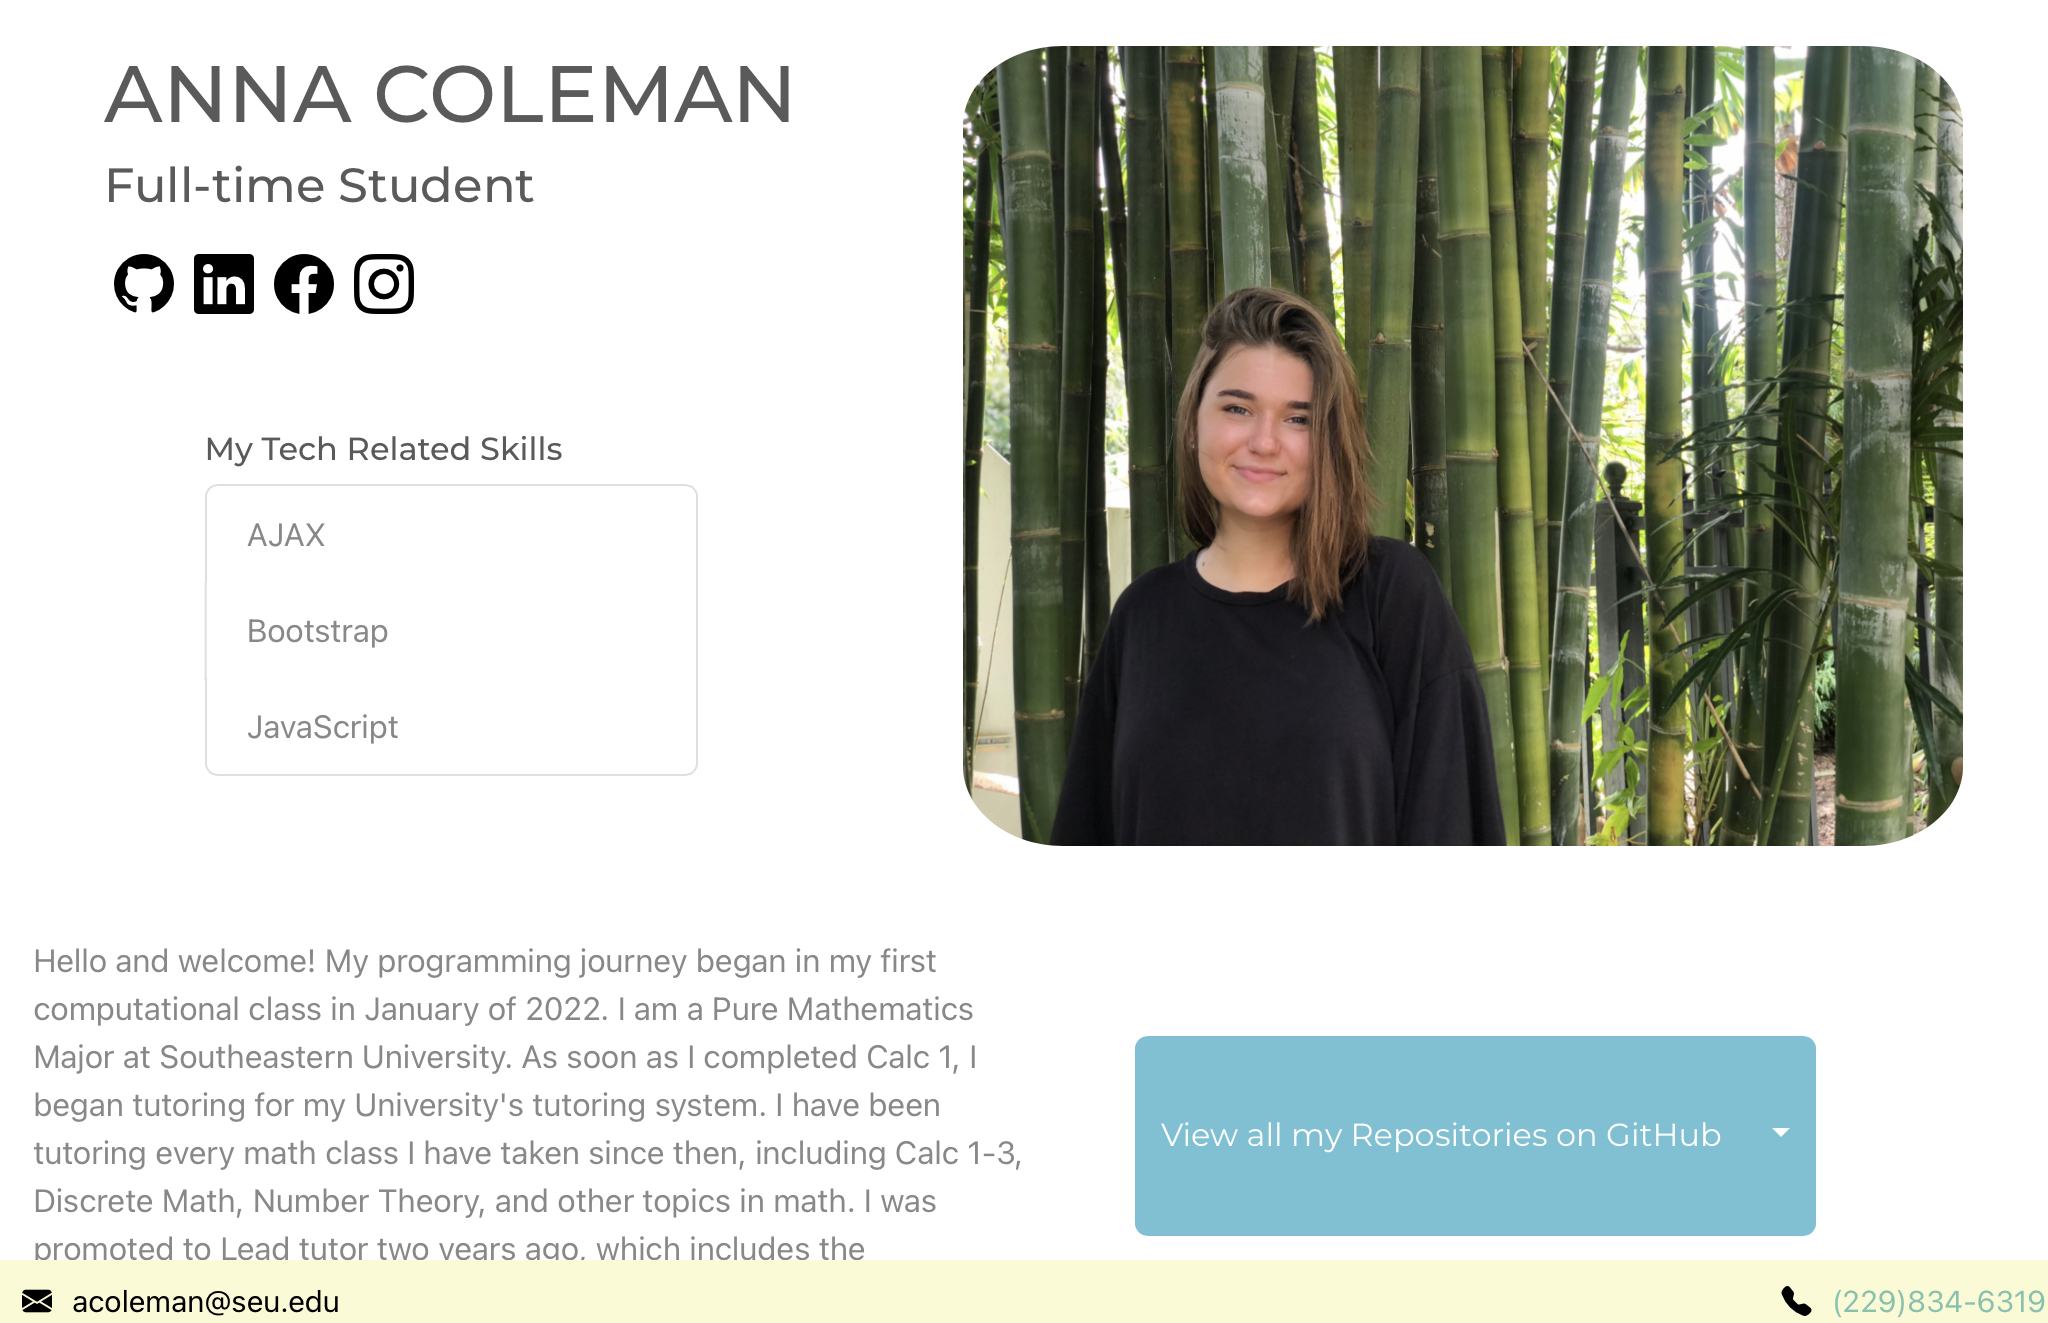 ANNA COLEMAN
Full-time Student
My Tech Related Skills
AJAX
Bootstrap
JavaScript
Hello and welcome! My programming journey began in my first
computational class in January of 2022. I am a Pure Mathematics
Major at Southeastern University. As soon as I completed Calc 1, I
began tutoring for my University's tutoring system. I have been
tutoring every math class I have taken since then, including Calc 1-3,
Discrete Math, Number Theory, and other topics in math. I was
promoted to Lead tutor two years ago, which includes the
View all my Repositories on GitHub
acoleman@seu.edu
(229)834-6319